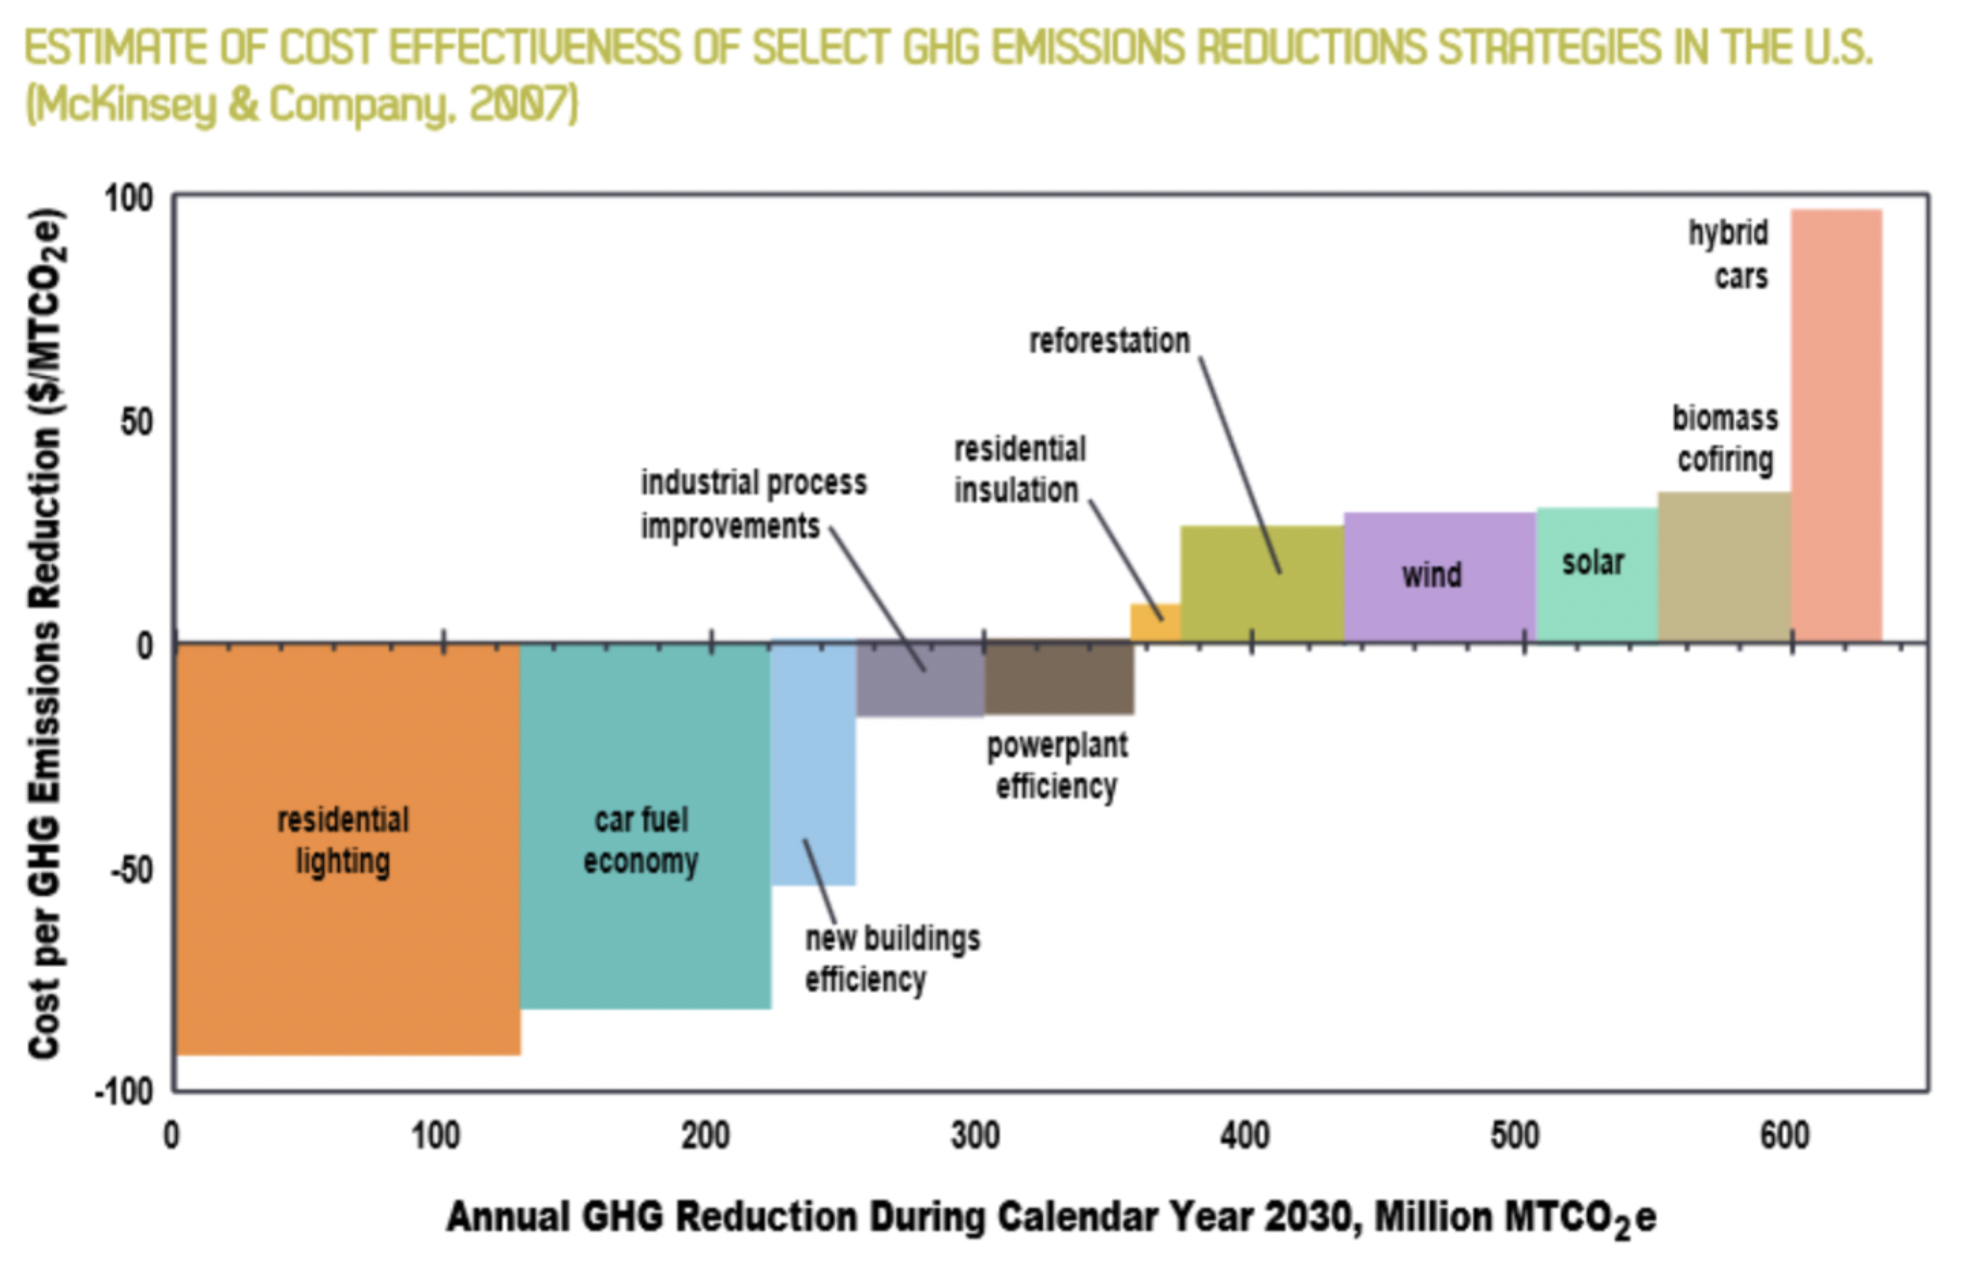 ESTIMATE OF COST EFFECTIVENESS OF SELECT GHG EMISSIONS REDUCTIONS STRATEGIES IN THE U.S.
(McKinsey & Company, 2007)
Cost per GHG Emissions Reduction ($/MTCO₂e)
100
50
0
-50
-100
hybrid
cars
reforestation
biomass
cofiring
residential
insulation
industrial process
improvements
wind
solar
powerplant
efficiency
residential
lighting
car fuel
economy
new buildings
efficiency
0
100
200
300
400
500
600
Annual GHG Reduction During Calendar Year 2030, Million MTCO₂e